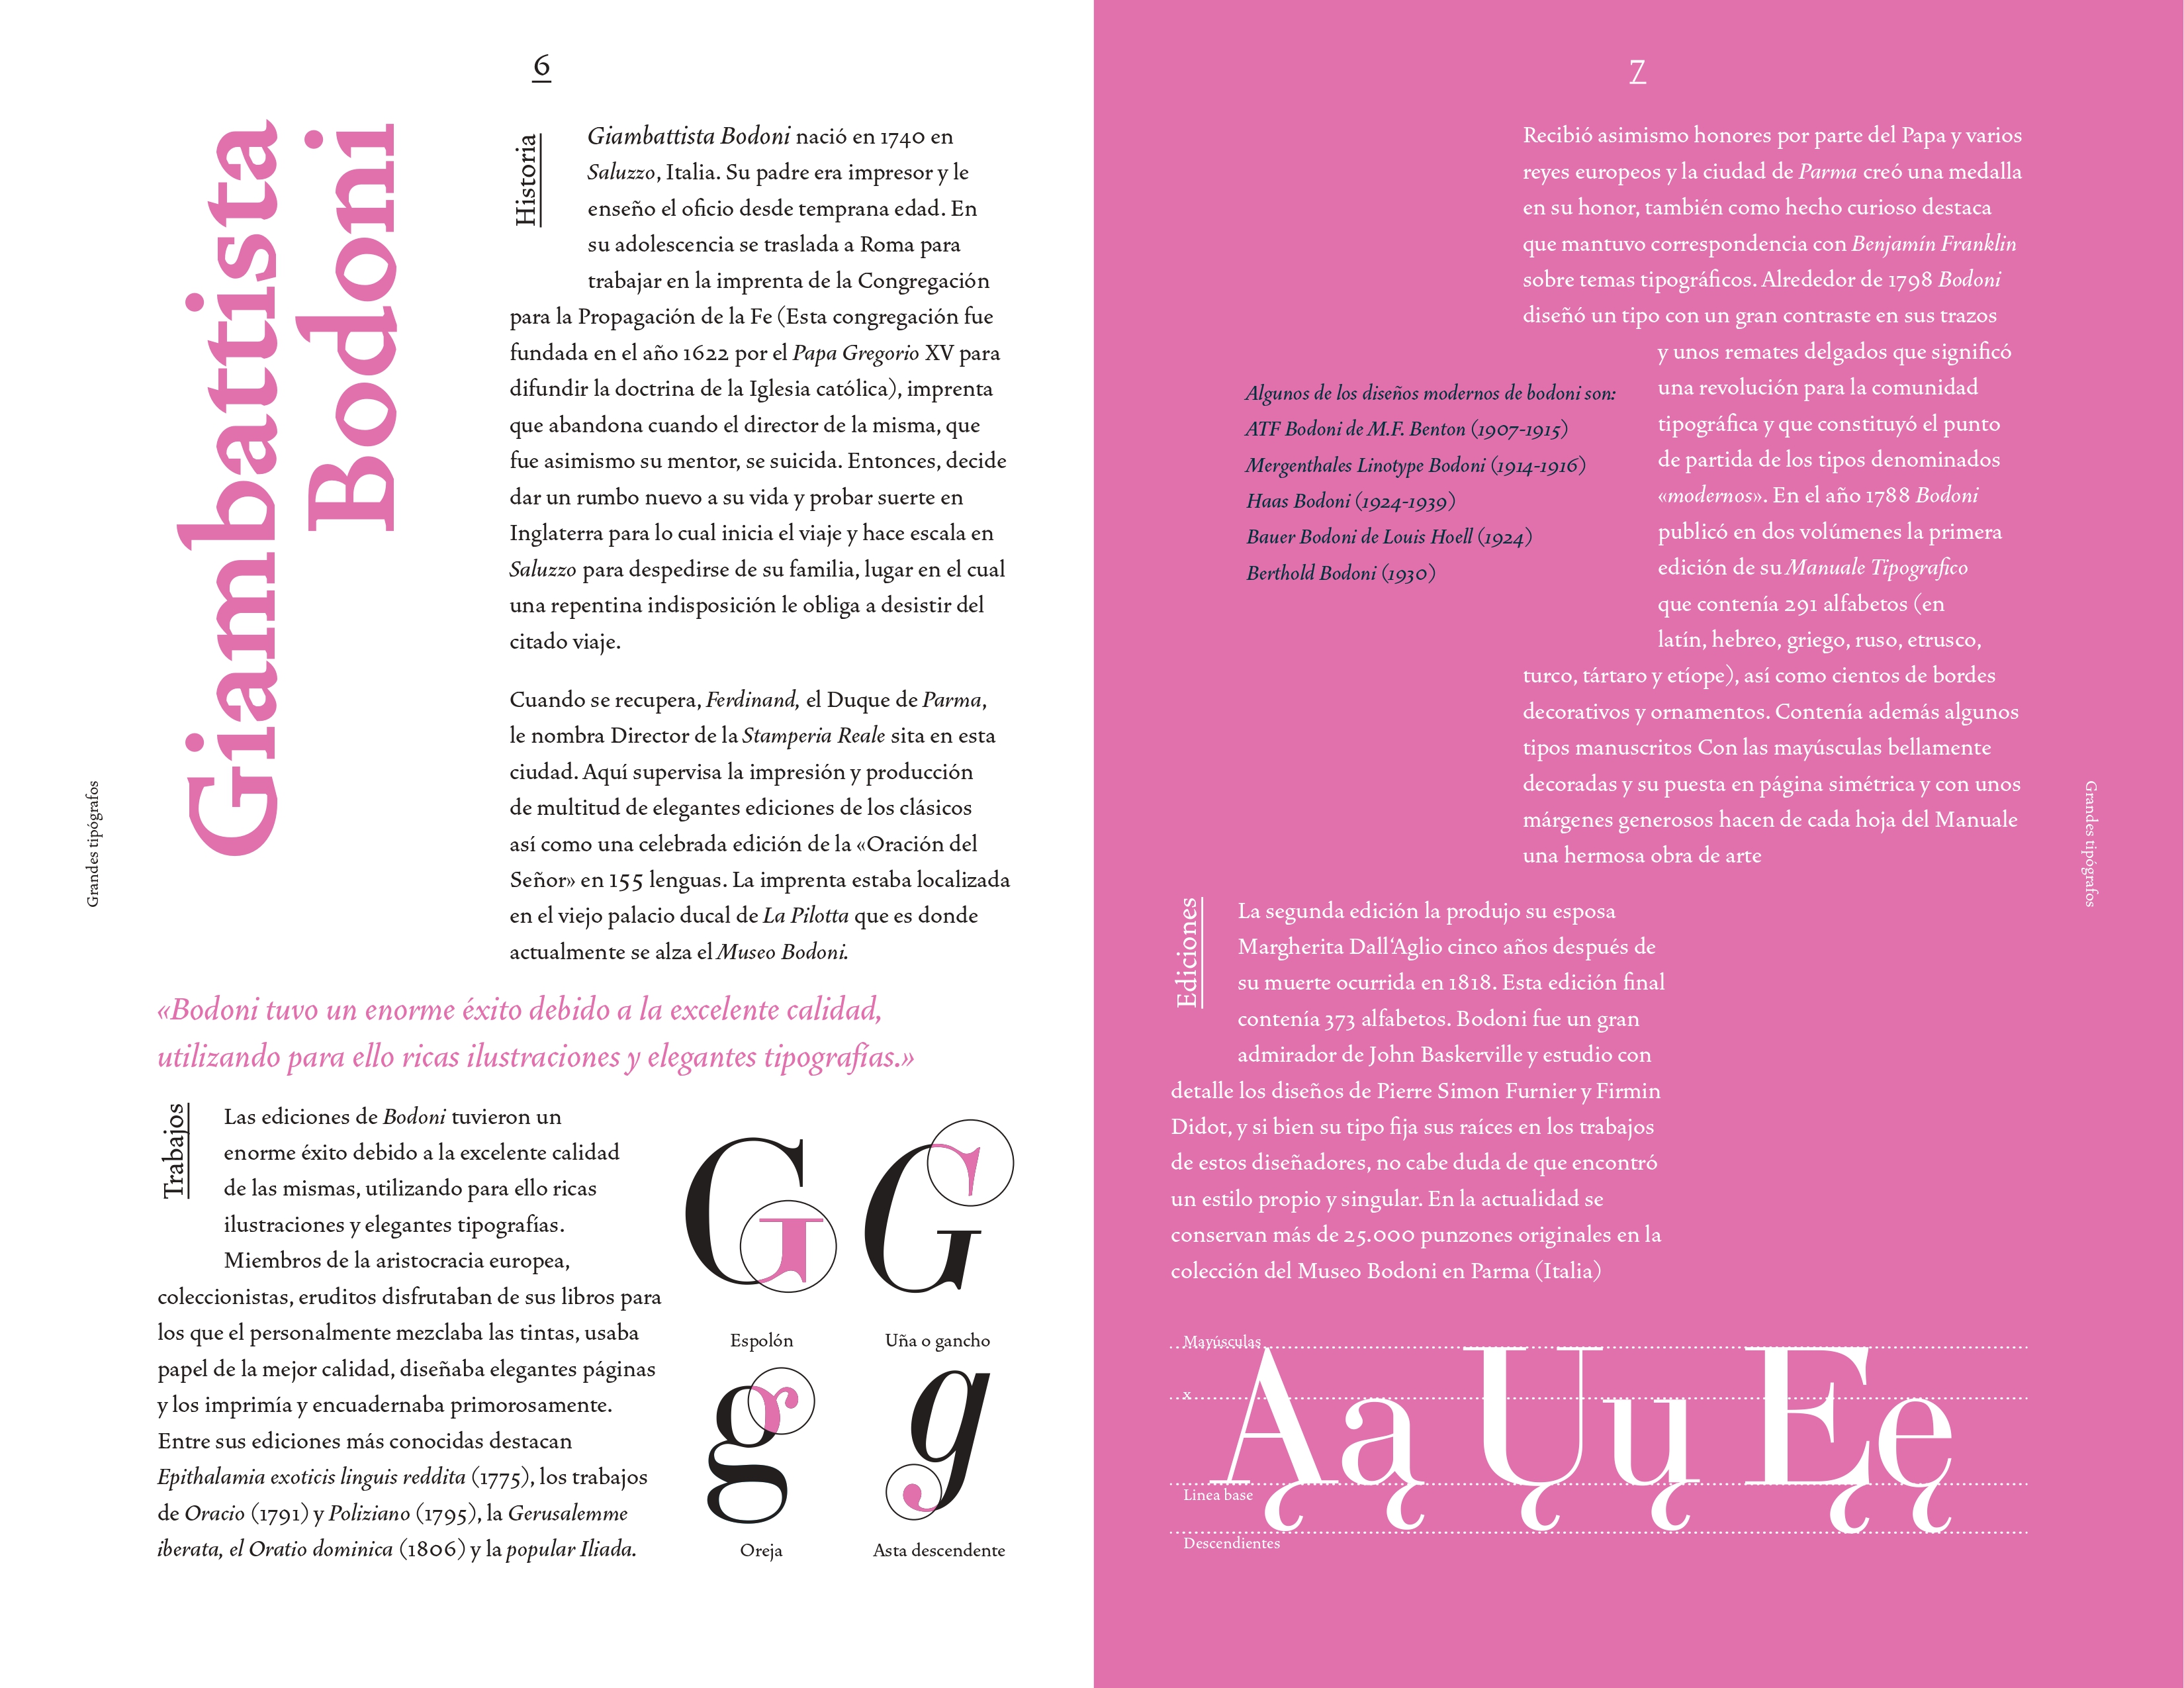 6
Giambattista
Bodoni
Historia
Giambattista Bodoni nació en 1740 en
Saluzzo, Italia. Su padre era impresor y le
enseño el oficio desde temprana edad. En
su adolescencia se traslada a Roma para
trabajar en la imprenta de la Congregación
para la Propagación de la Fe (Esta congregación fue
fundada en el año 1622 por el Papa Gregorio XV para
difundir la doctrina de la Iglesia católica), imprenta
que abandona cuando el director de la misma, que
fue asimismo su mentor, se suicida. Entonces, decide
dar un rumbo nuevo a su vida y probar suerte en
Inglaterra para lo cual inicia el viaje y hace escala en
Saluzzo para despedirse de su familia, lugar en el cual
una repentina indisposición le obliga a desistir del
citado viaje.
Cuando se recupera, Ferdinand, el Duque de Parma,
le nombra Director de la Stamperia Reale sita en esta
ciudad. Aquí supervisa la impresión y producción
de multitud de elegantes ediciones de los clásicos
así como una celebrada edición de la «Oración del
Señor» en 155 lenguas. La imprenta estaba localizada
en el viejo palacio ducal de La Pilotta que es donde
actualmente se alza el Museo Bodoni.
Grandes tipógrafos
«Bodoni tuvo un enorme éxito debido a la excelente calidad,
utilizando para ello ricas ilustraciones y elegantes tipografías.»
Trabajos
Las ediciones de Bodoni tuvieron un
enorme éxito debido a la excelente calidad
de las mismas, utilizando para ello ricas
ilustraciones y elegantes tipografías.
Miembros de la aristocracia europea,
coleccionistas, eruditos disfrutaban de sus libros para
los que el personalmente mezclaba las tintas, usaba
papel de la mejor calidad, diseñaba elegantes páginas
y los imprimía y encuadernaba primorosamente.
Entre sus ediciones más conocidas destacan
Epithalamia exoticis linguis reddita (1775), los trabajos
de Oracio (1791) y Poliziano (1795), la Gerusalemme
iberata, el Oratio dominica (1806) y la popular Iliada.
G G
Espolón Uña o gancho
g g
Oreja Asta descendente
7
Recibió asimismo honores por parte del Papa y varios
reyes europeos y la ciudad de Parma creó una medalla
en su honor, también como hecho curioso destaca
que mantuvo correspondencia con Benjamín Franklin
sobre temas tipográficos. Alrededor de 1798 Bodoni
diseñó un tipo con un gran contraste en sus trazos
y unos remates delgados que significó
una revolución para la comunidad
tipográfica y que constituyó el punto
de partida de los tipos denominados
«modernos». En el año 1788 Bodoni
publicó en dos volúmenes la primera
edición de su Manuale Tipografico
que contenía 291 alfabetos (en
latín, hebreo, griego, ruso, etrusco,
turco, tártaro y etíope), así como cientos de bordes
decorativos y ornamentos. Contenía además algunos
tipos manuscritos Con las mayúsculas bellamente
decoradas y su puesta en página simétrica y con unos
márgenes generosos hacen de cada hoja del Manuale
una hermosa obra de arte
Algunos de los diseños modernos de bodoni son:
ATF Bodoni de M.F. Benton (1907-1915)
Mergenthales Linotype Bodoni (1914-1916)
Haas Bodoni (1924-1939)
Bauer Bodoni de Louis Hoell (1924)
Berthold Bodoni (1930)
Grandes tipógrafos
Ediciones
La segunda edición la produjo su esposa
Margherita Dall‘Aglio cinco años después de
su muerte ocurrida en 1818. Esta edición final
contenía 373 alfabetos. Bodoni fue un gran
admirador de John Baskerville y estudio con
detalle los diseños de Pierre Simon Furnier y Firmin
Didot, y si bien su tipo fija sus raíces en los trabajos
de estos diseñadores, no cabe duda de que encontró
un estilo propio y singular. En la actualidad se
conservan más de 25.000 punzones originales en la
colección del Museo Bodoni en Parma (Italia)
Mayúsculas
x
Ąą Ųų Ęę
Linea base
Descendientes